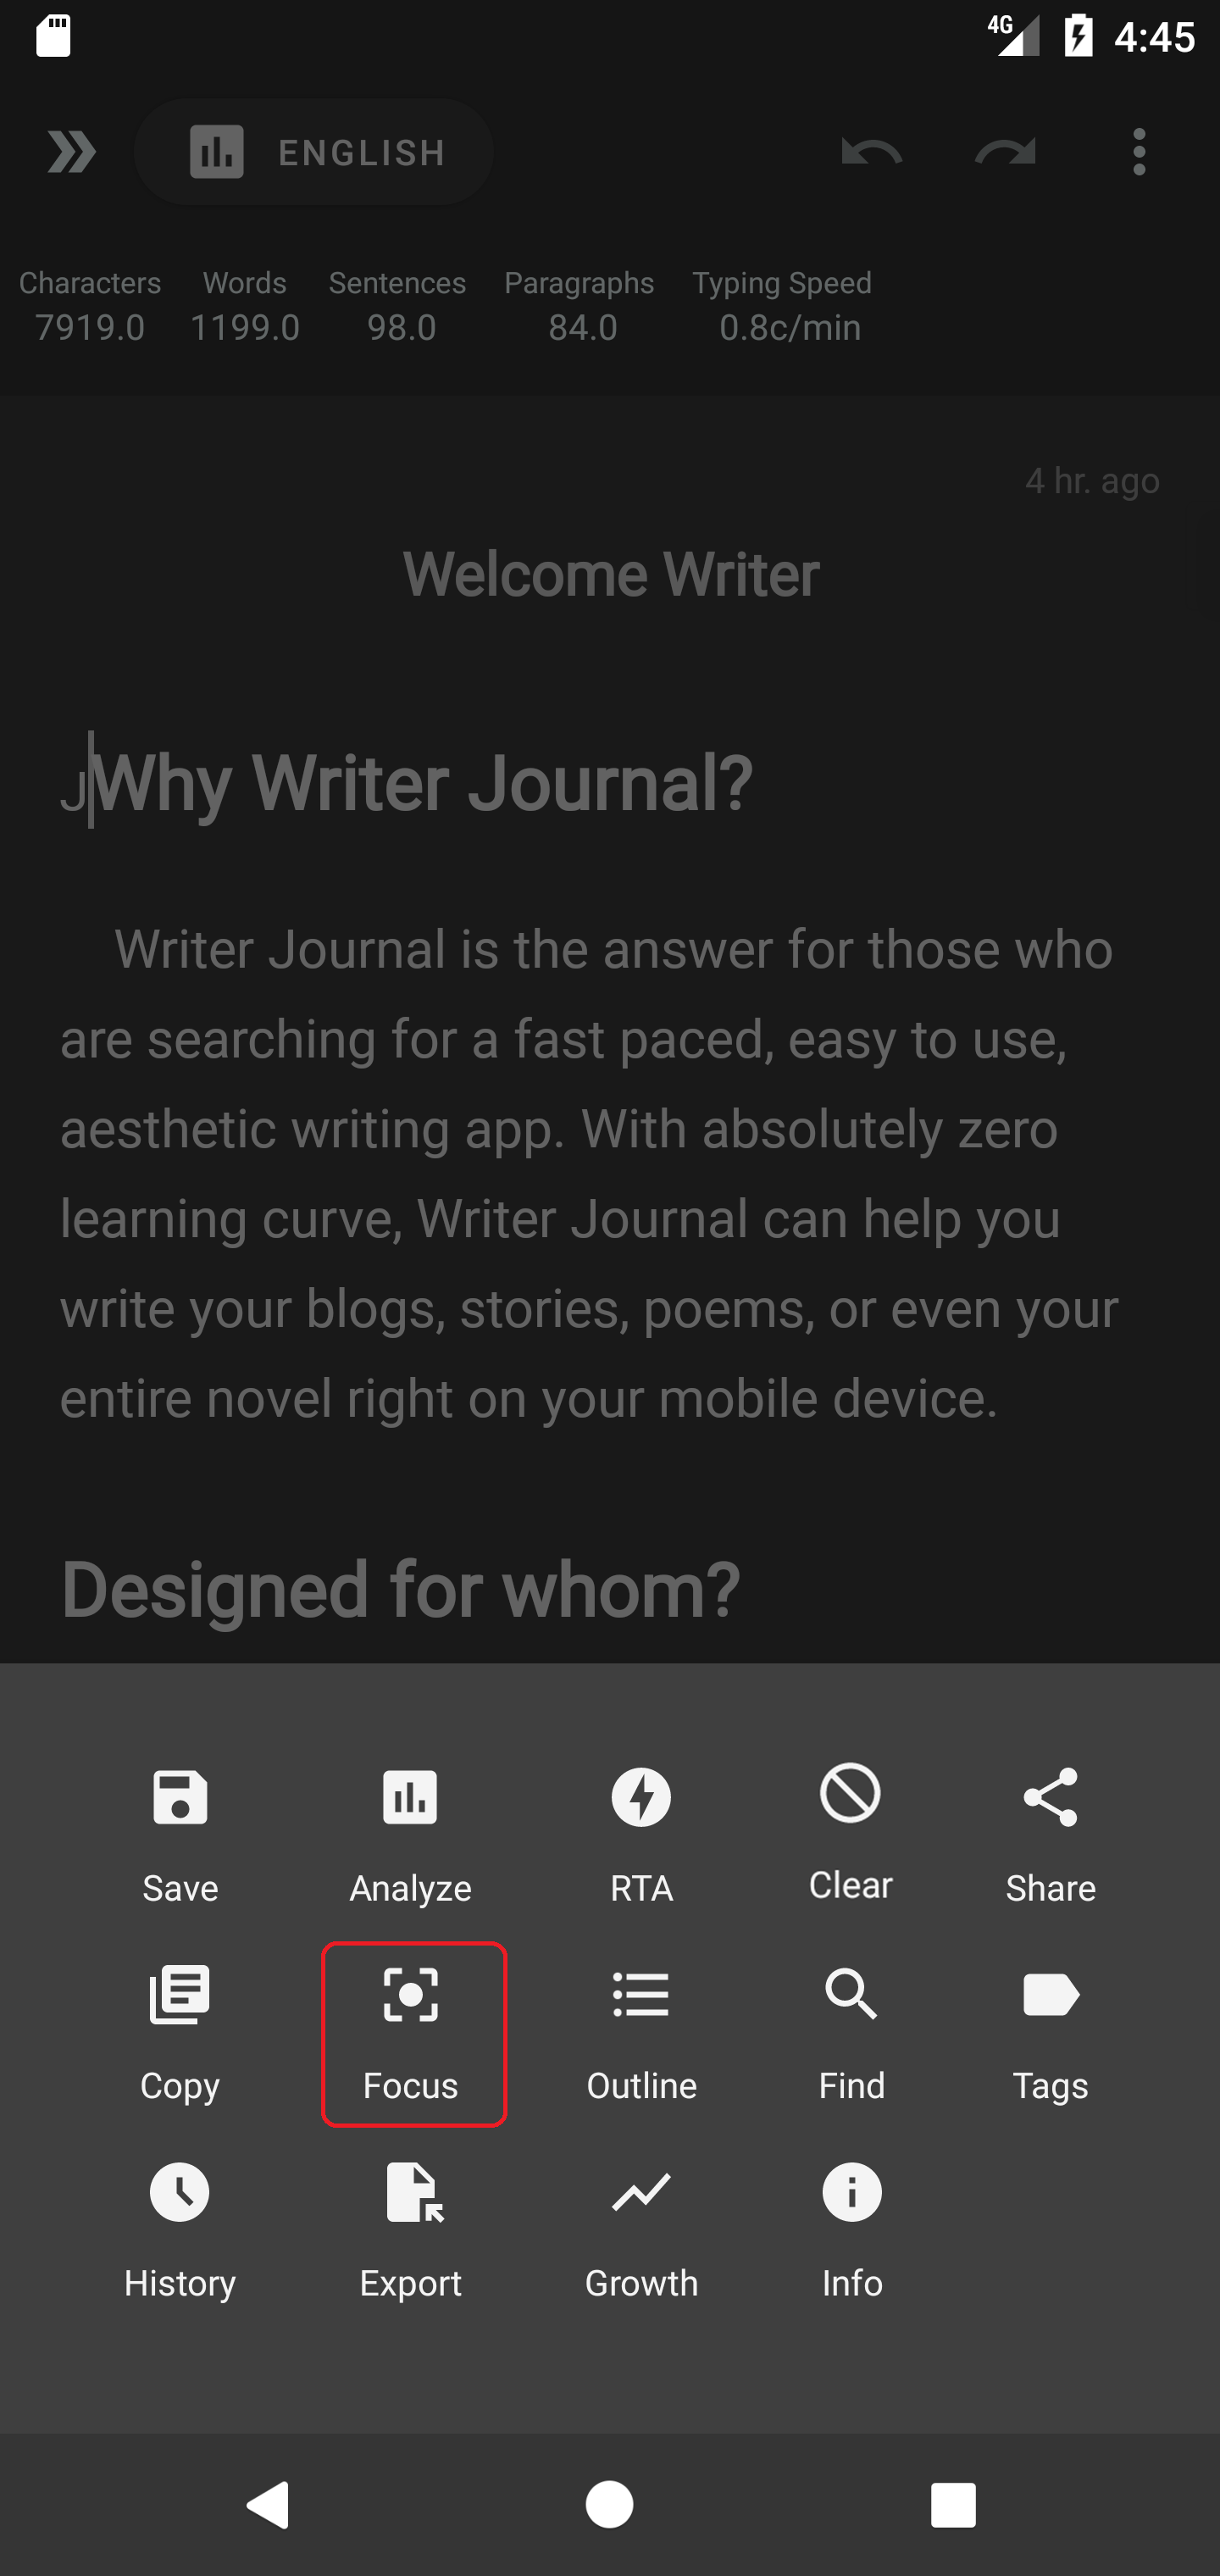 4G 4:45
ENGLISH
Characters Words Sentences Paragraphs Typing Speed
7919.0 1199.0 98.0 84.0 0.8c/min
4 hr. ago
Welcome Writer
JWhy Writer Journal?
Writer Journal is the answer for those who
are searching for a fast paced, easy to use,
aesthetic writing app. With absolutely zero
learning curve, Writer Journal can help you
write your blogs, stories, poems, or even your
entire novel right on your mobile device.
Designed for whom?
Save Analyze RTA Clear Share
Copy Focus Outline Find Tags
History Export Growth Info